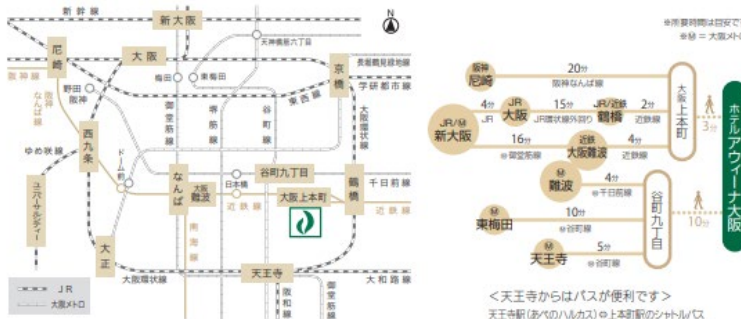 新幹線
新大阪
N
天神橋筋六丁目
尼崎
大阪
京橋
長堀鶴見緑地線
阪神線
野田
阪神
梅田
東梅田
学研都市線
東西線
阪神
なんば線
御堂筋線
堺筋線
谷町線
大阪環状線
西九条
ゆめ咲線
ドーム前
なんば
大阪
難波
日本橋
谷町九丁目
大阪上本町
鶴橋
千日前線
近鉄線
近鉄線
ユニバーサルシティー
大正
南海線
天王寺
大阪環状線
大和路線
阪和線
御堂筋線
JR
大阪メトロ
※所要時間は目安で
※Ⓜ = 大阪メト
阪神
尼崎
20分
阪神なんば線
JR/Ⓜ
新大阪
4分
JR
JR
大阪
15分
JR環状線外回り
JR/近鉄
鶴橋
2分
近鉄線
16分
Ⓜ御堂筋線
近鉄
大阪難波
4分
近鉄線
大阪上本町
3分
Ⓜ
難波
4分
Ⓜ千日前線
Ⓜ
東梅田
10分
Ⓜ谷町線
Ⓜ
天王寺
5分
Ⓜ谷町線
谷町九丁目
10分
ホテルアウィーナ大阪
＜天王寺からはバスが便利です＞
天王寺駅(あべのハルカス)⇔上本町駅のシャトルバス